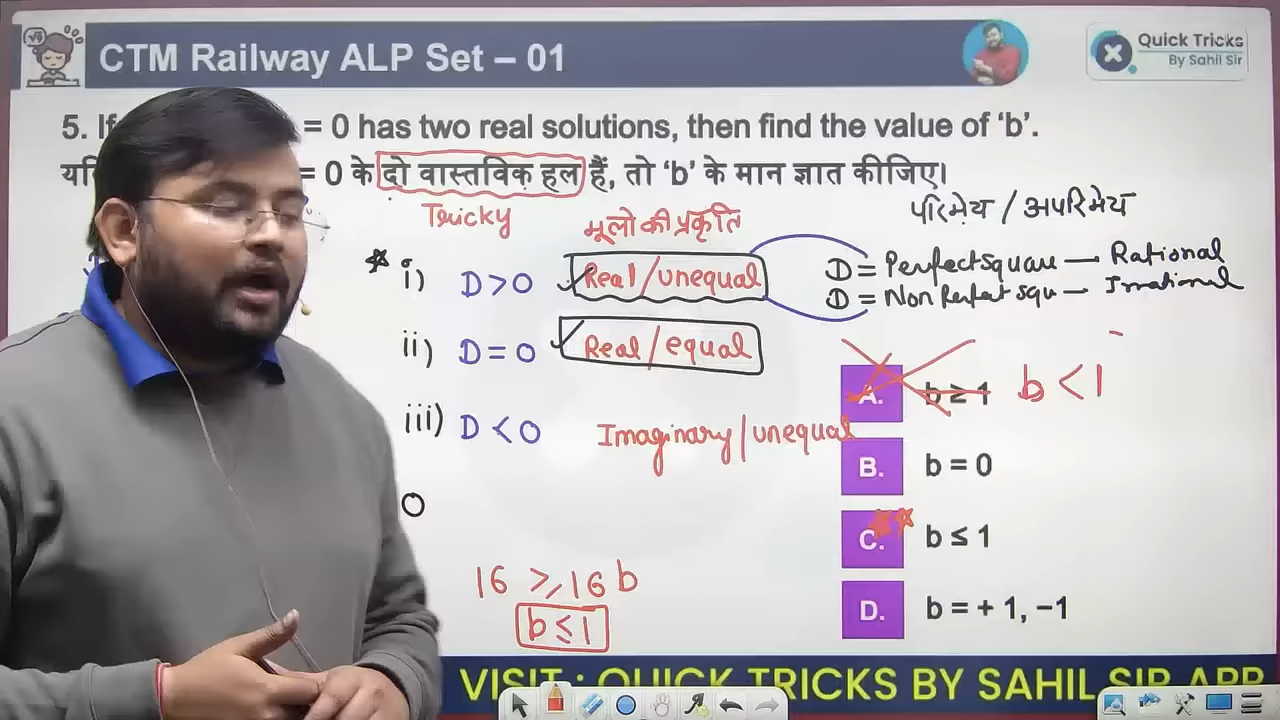 CTM Railway ALP Set – 01
Quick Tricks
By Sahil Sir
5. If = 0 has two real solutions, then find the value of ‘b’.
= 0 के दो वास्तविक हल हैं, तो ‘b’ के मान ज्ञात कीजिए।
Tricky
मूलो की प्रकृति
परिमेय / अपरिमेय
i) D > 0 Real / unequal
D = Perfect square — Rational
D = Non Perfect squ — Irrational
ii) D = 0 Real / equal
iii) D < 0 Imaginary / unequal
0
16 ≥ 16 b
b ≤ 1
A. b ≥ 1 b < 1
B. b = 0
C. b ≤ 1
D. b = + 1, −1
VISIT : QUICK TRICKS BY SAHIL SIR APP